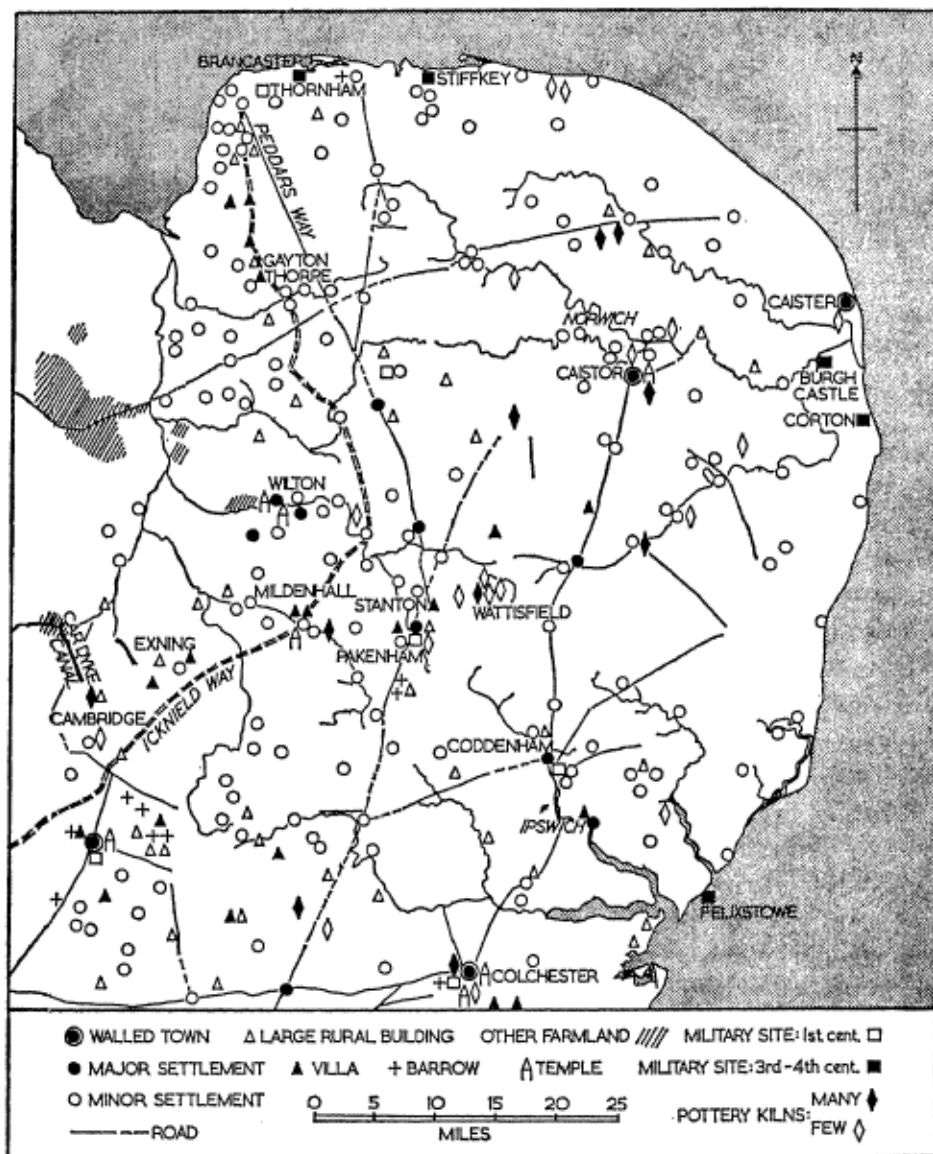 BRANCASTER
STIFFKEY
THORNHAM
N
PEDDARS WAY
GAYTON
THORPE
CAISTER
NORWICH
CAISTOR
BURGH
CASTLE
CORTON
WILTON
MILDENHALL
STANTON
WATTISFIELD
CAR DYKE
CANAL
EXNING
PAKENHAM
ICKNIELD WAY
CAMBRIDGE
CODDENHAM
IPSWICH
FELIXSTOWE
COLCHESTER
WALLED TOWN LARGE RURAL BUILDING OTHER FARMLAND MILITARY SITE: 1st cent.
MAJOR SETTLEMENT VILLA BARROW TEMPLE MILITARY SITE: 3rd-4th cent.
MINOR SETTLEMENT 0 5 10 15 20 25 POTTERY KILNS: MANY
ROAD MILES FEW